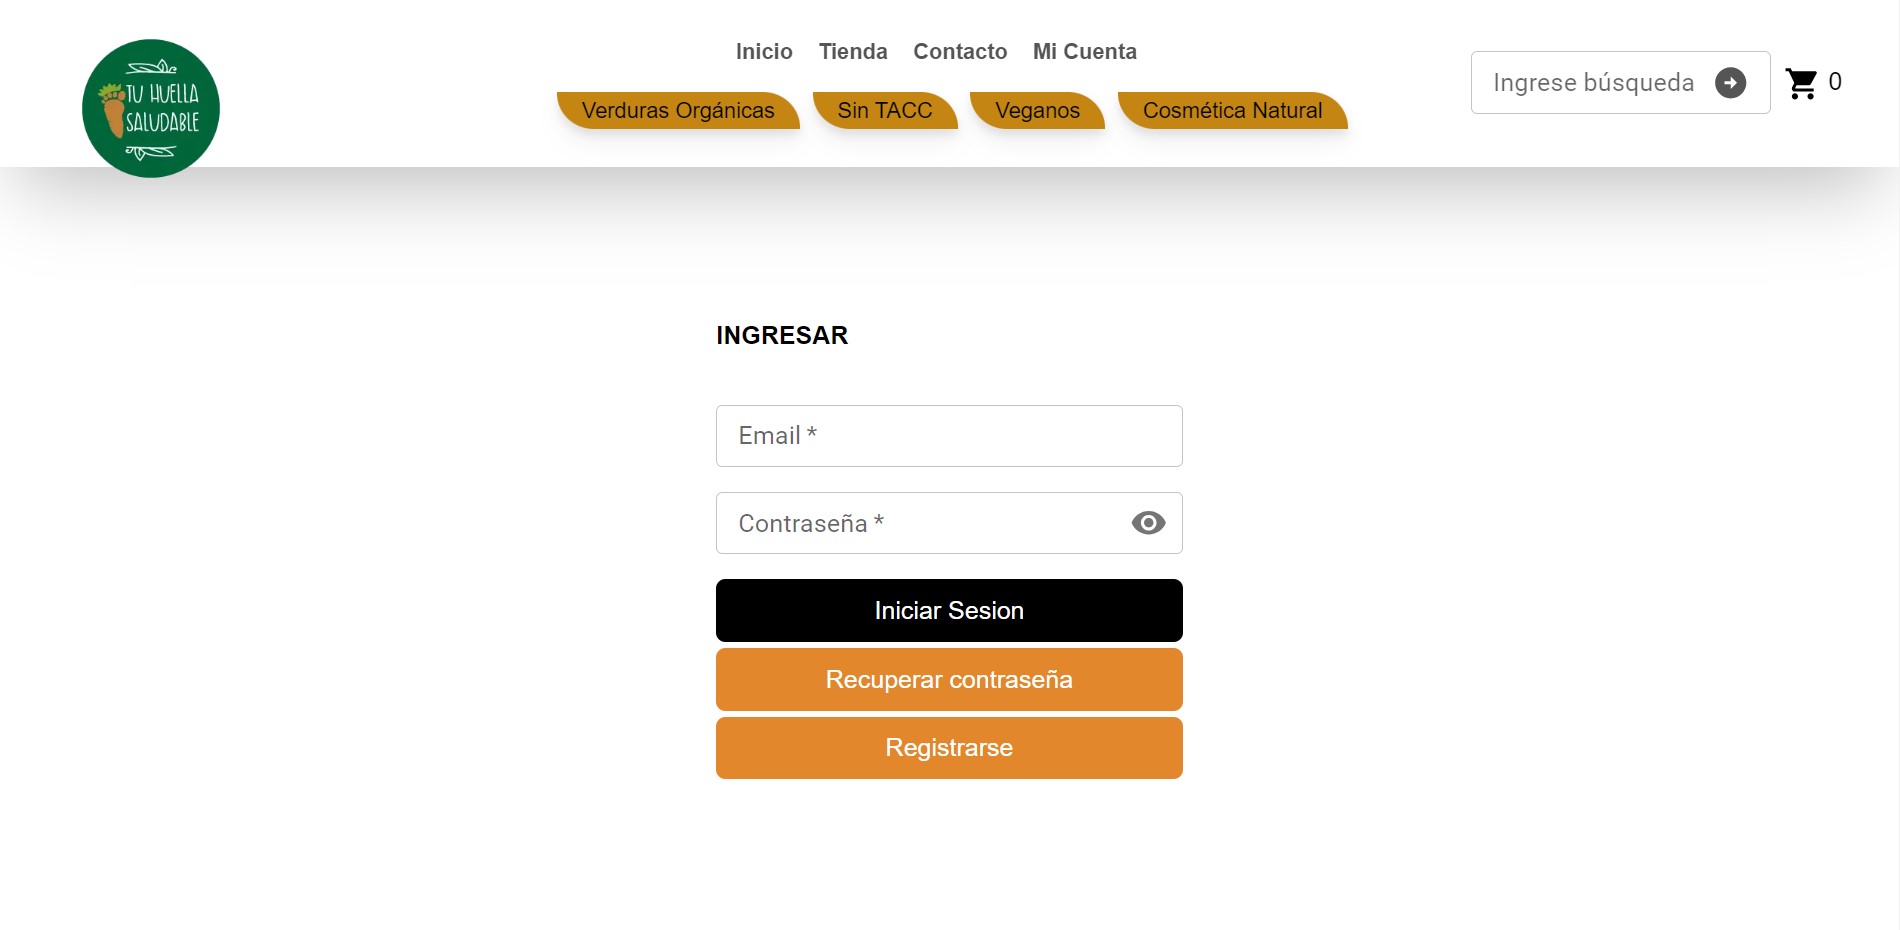 TU HUELLA
SALUDABLE
Inicio Tienda Contacto Mi Cuenta
Verduras Orgánicas Sin TACC Veganos Cosmética Natural
Ingrese búsqueda 0
INGRESAR
Email *
Contraseña *
Iniciar Sesion
Recuperar contraseña
Registrarse